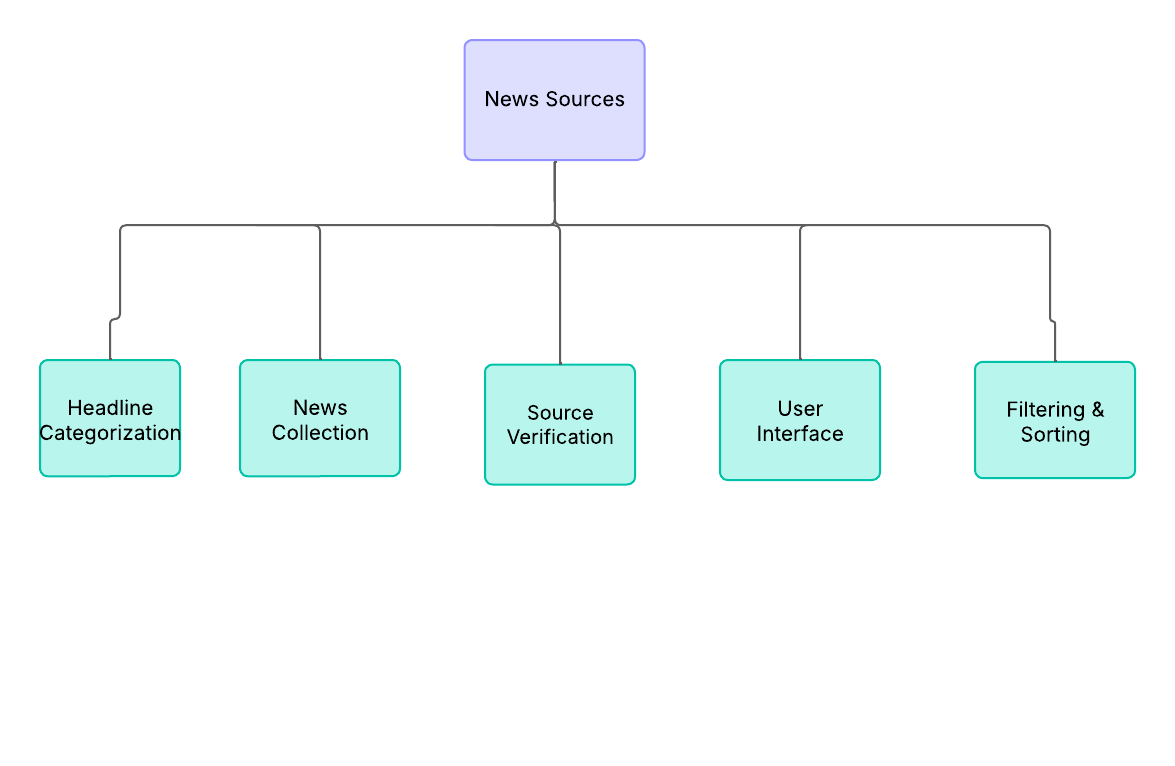 News Sources
Headline
Categorization
News
Collection
Source
Verification
User
Interface
Filtering &
Sorting